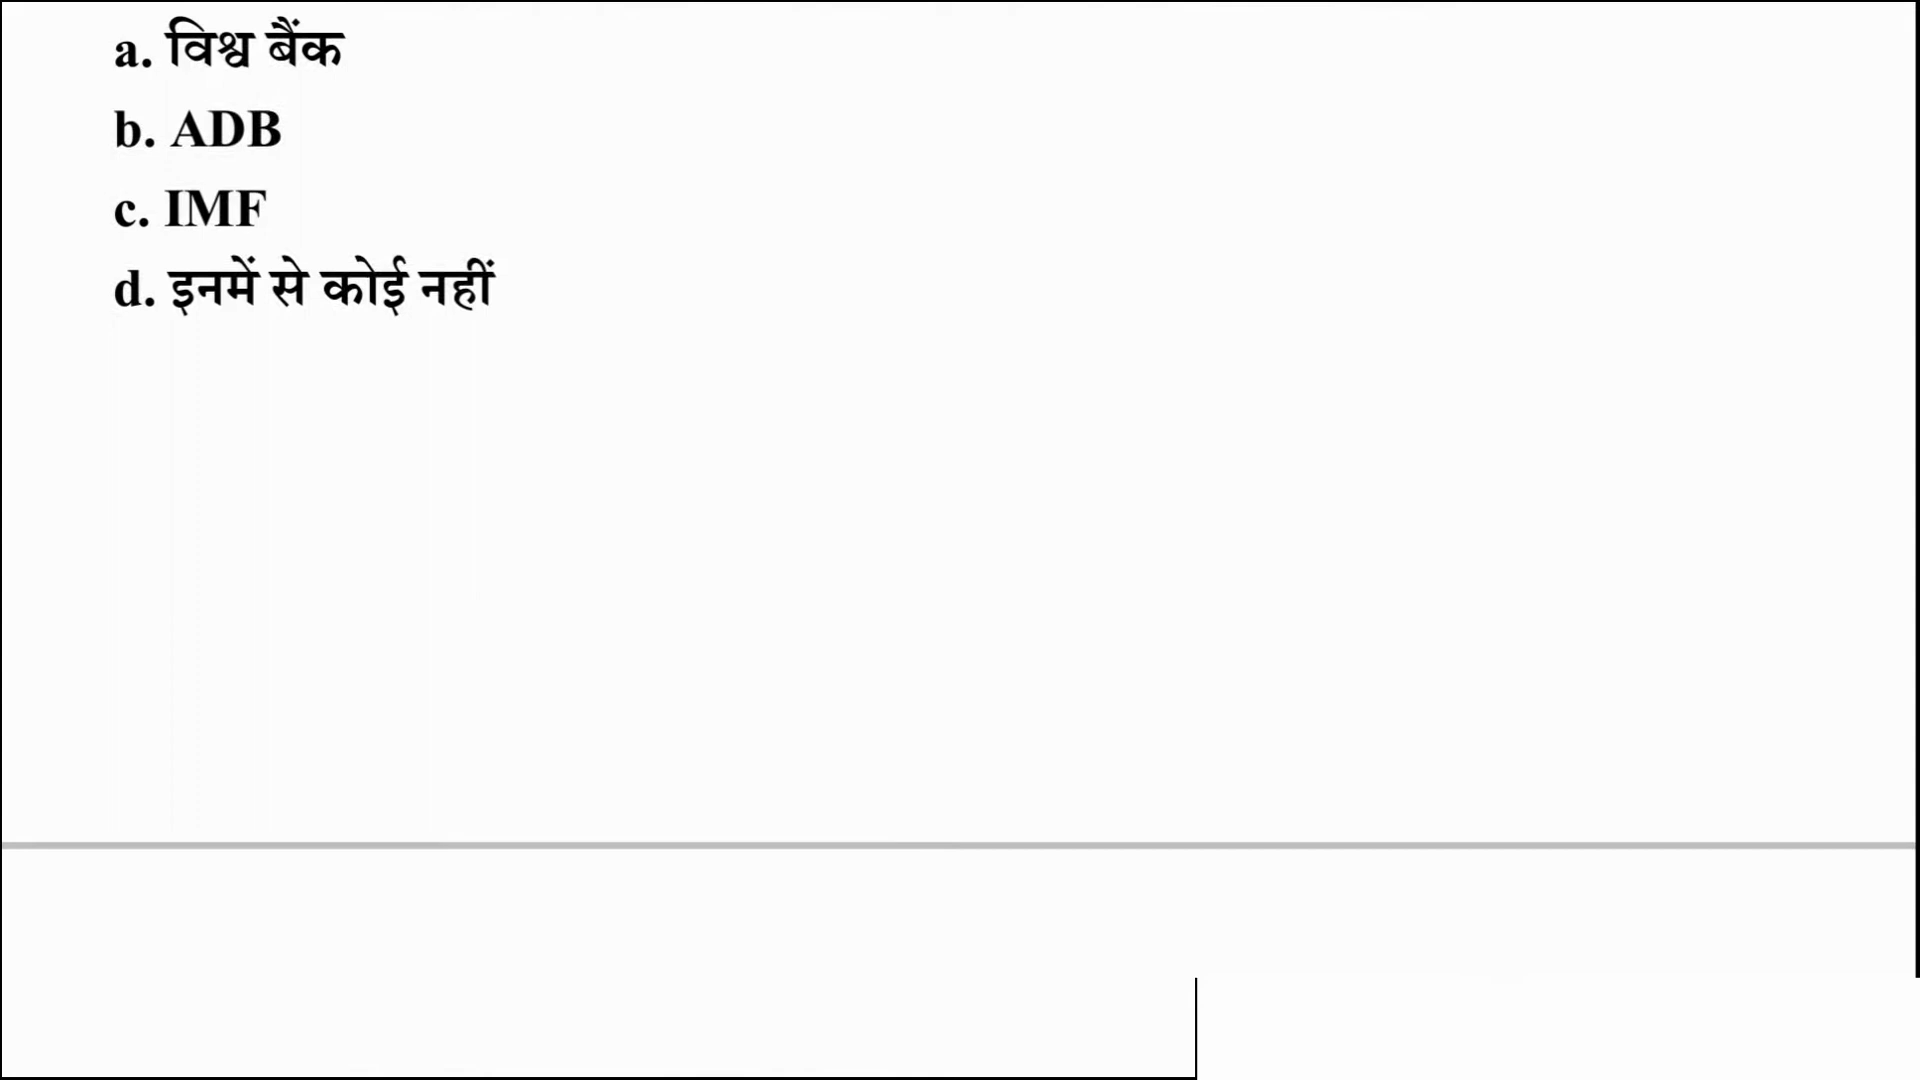 a. विश्व बैंक
b. ADB
c. IMF
d. इनमें से कोई नहीं